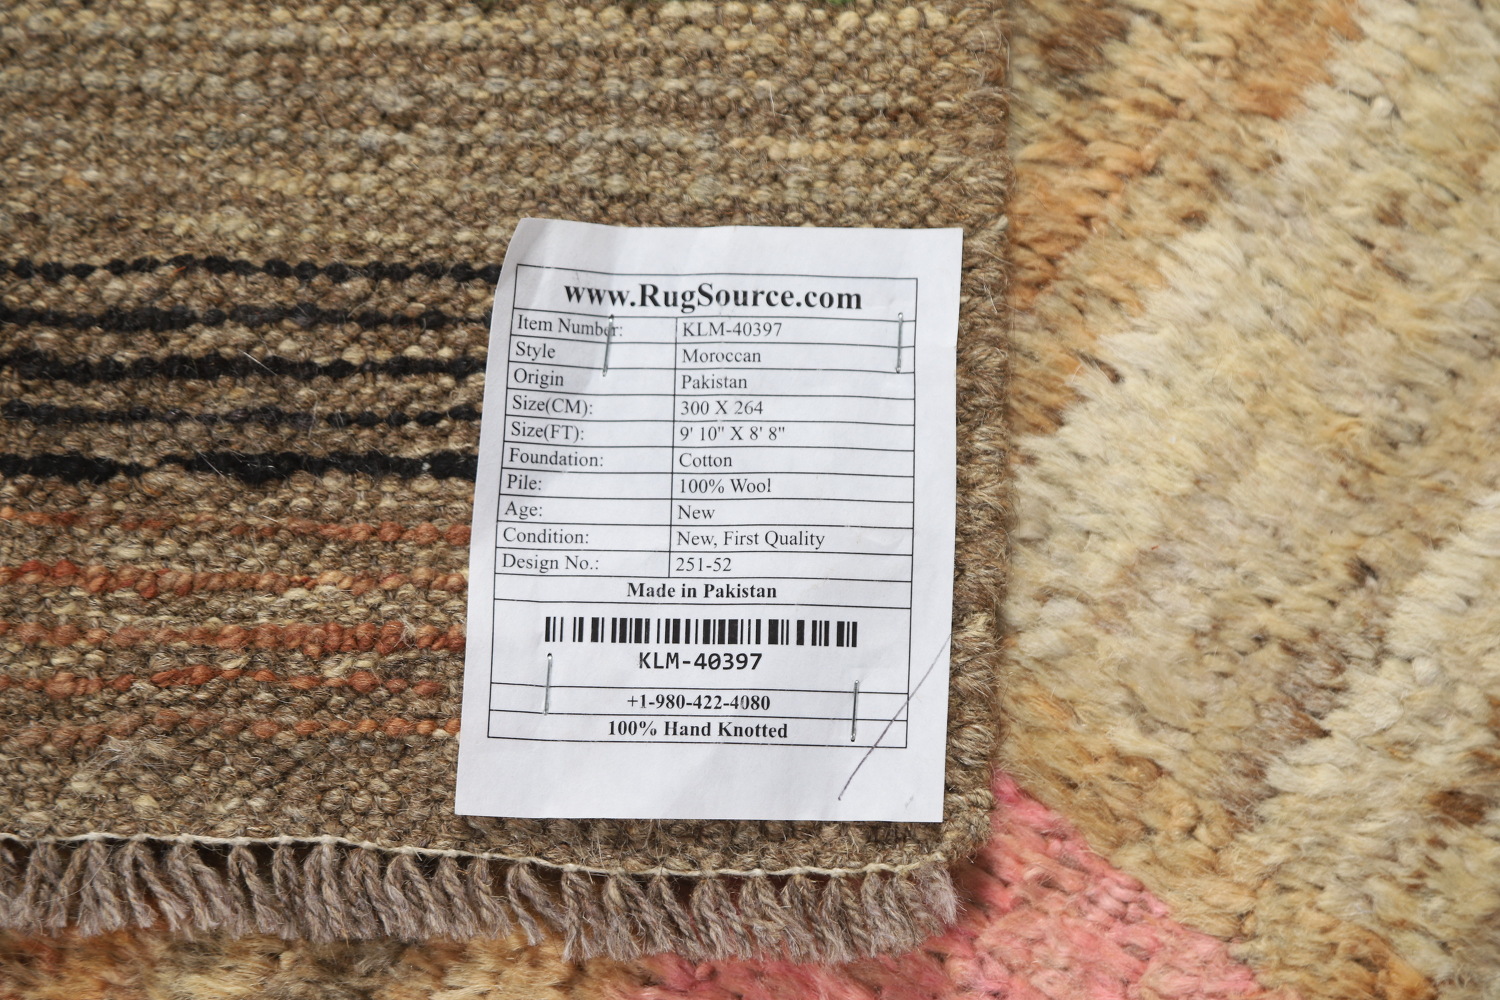 www.RugSource.com
Item Number: KLM-40397
Style Moroccan
Origin Pakistan
Size(CM): 300 X 264
Size(FT): 9' 10" X 8' 8"
Foundation: Cotton
Pile: 100% Wool
Age: New
Condition: New, First Quality
Design No.: 251-52
Made in Pakistan
KLM-40397
+1-980-422-4080
100% Hand Knotted